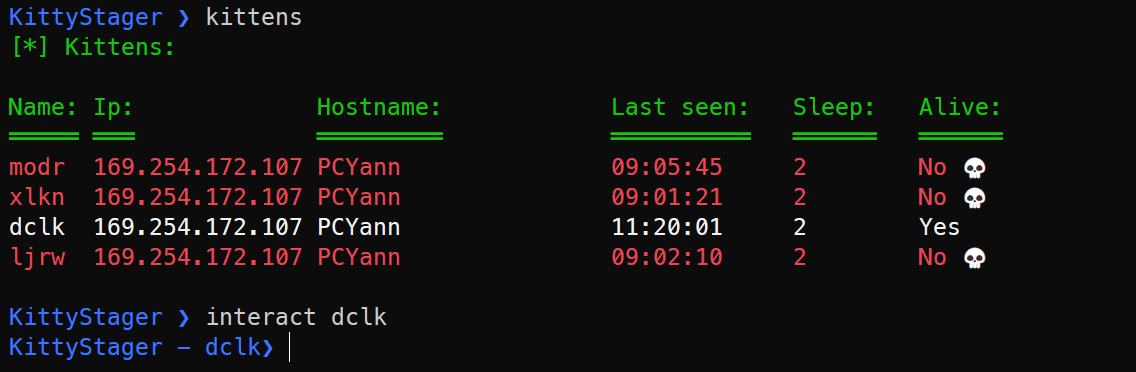 KittyStager ❯ kittens
[*] Kittens:
Name: Ip: Hostname: Last seen: Sleep: Alive:
modr 169.254.172.107 PCYann 09:05:45 2 No 💀
xlkn 169.254.172.107 PCYann 09:01:21 2 No 💀
dclk 169.254.172.107 PCYann 11:20:01 2 Yes
ljrw 169.254.172.107 PCYann 09:02:10 2 No 💀
KittyStager ❯ interact dclk
KittyStager – dclk❯